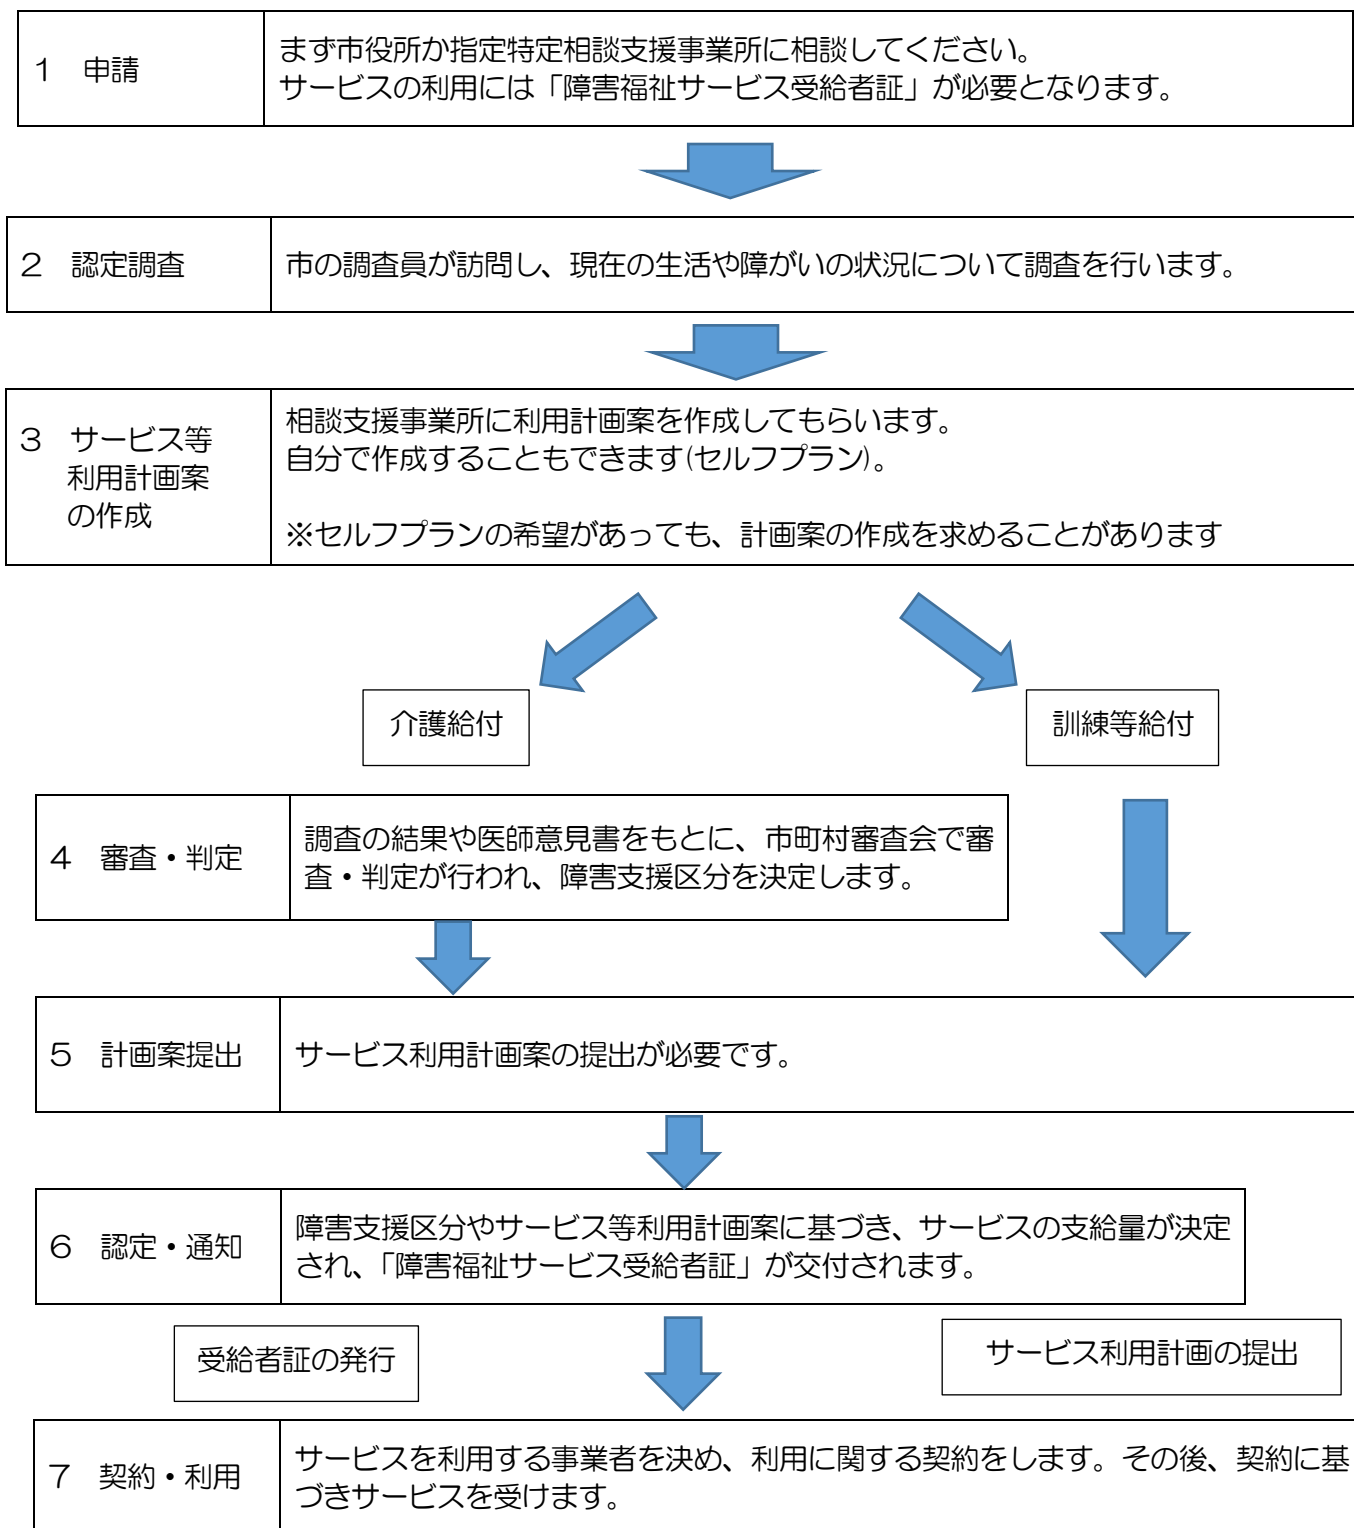 1 申請
まず市役所か指定特定相談支援事業所に相談してください。
サービスの利用には「障害福祉サービス受給者証」が必要となります。
2 認定調査
市の調査員が訪問し、現在の生活や障がいの状況について調査を行います。
3 サービス等
利用計画案
の作成
相談支援事業所に利用計画案を作成してもらいます。
自分で作成することもできます(セルフプラン)。
※セルフプランの希望があっても、計画案の作成を求めることがあります
介護給付
訓練等給付
4 審査・判定
調査の結果や医師意見書をもとに、市町村審査会で審
査・判定が行われ、障害支援区分を決定します。
5 計画案提出
サービス利用計画案の提出が必要です。
6 認定・通知
障害支援区分やサービス等利用計画案に基づき、サービスの支給量が決定
され、「障害福祉サービス受給者証」が交付されます。
受給者証の発行
サービス利用計画の提出
7 契約・利用
サービスを利用する事業者を決め、利用に関する契約をします。その後、契約に基
づきサービスを受けます。